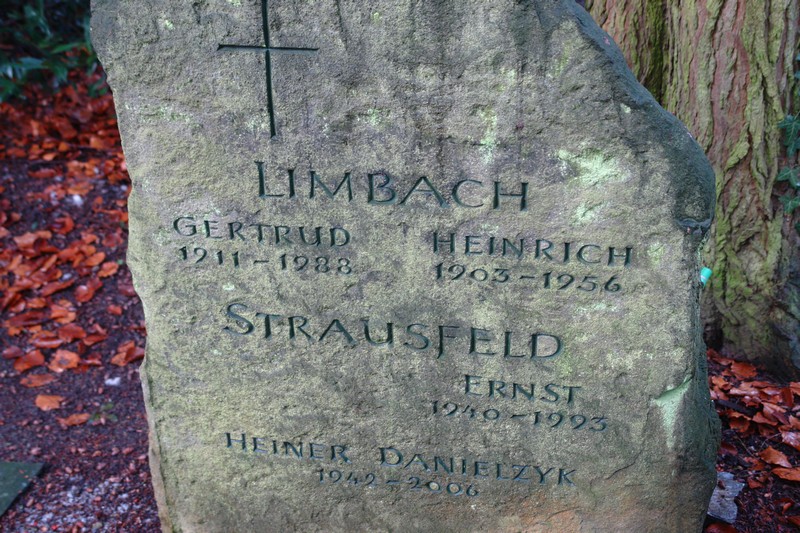 LIMBACH
GERTRUD HEINRICH
1911-1988 1903-1956
STRAUSFELD
ERNST
1940-1993
HEINER DANIELZYK
1942-2006